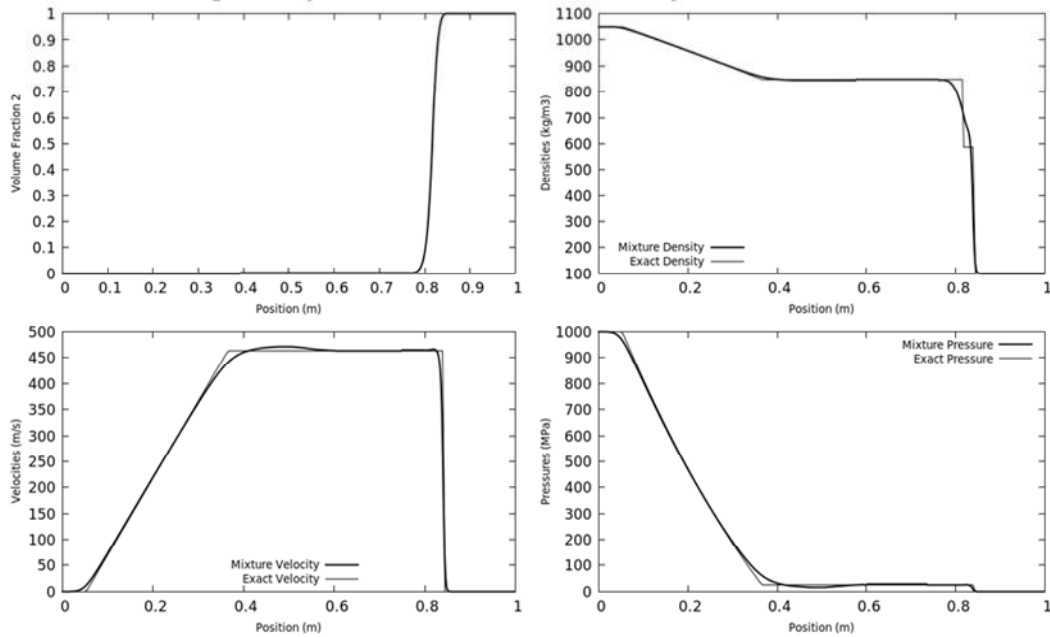 1
0.9
0.8
0.7
0.6
0.5
0.4
0.3
0.2
0.1
0
Volume Fraction 2
0 0.1 0.2 0.3 0.4 0.5 0.6 0.7 0.8 0.9 1
Position (m)
1100
1000
900
800
700
600
500
400
300
200
100
Densities (kg/m3)
Mixture Density
Exact Density
0 0.2 0.4 0.6 0.8 1
Position (m)
500
450
400
350
300
250
200
150
100
50
0
Velocities (m/s)
Mixture Velocity
Exact Velocity
0 0.2 0.4 0.6 0.8 1
Position (m)
1000
900
800
700
600
500
400
300
200
100
0
Pressures (MPa)
Mixture Pressure
Exact Pressure
0 0.2 0.4 0.6 0.8 1
Position (m)